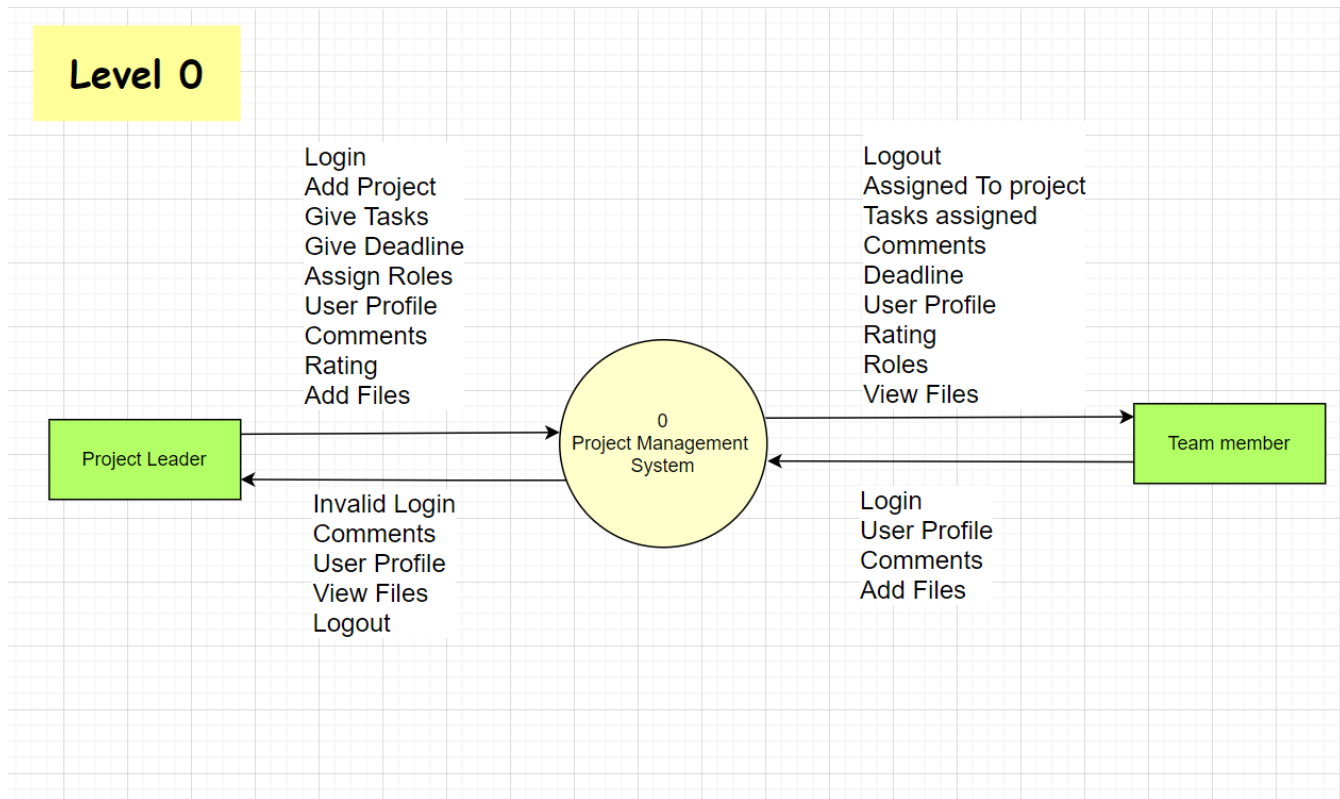 Level 0
Login
Add Project
Give Tasks
Give Deadline
Assign Roles
User Profile
Comments
Rating
Add Files
Logout
Assigned To project
Tasks assigned
Comments
Deadline
User Profile
Rating
Roles
View Files
Project Leader
0
Project Management
System
Team member
Invalid Login
Comments
User Profile
View Files
Logout
Login
User Profile
Comments
Add Files